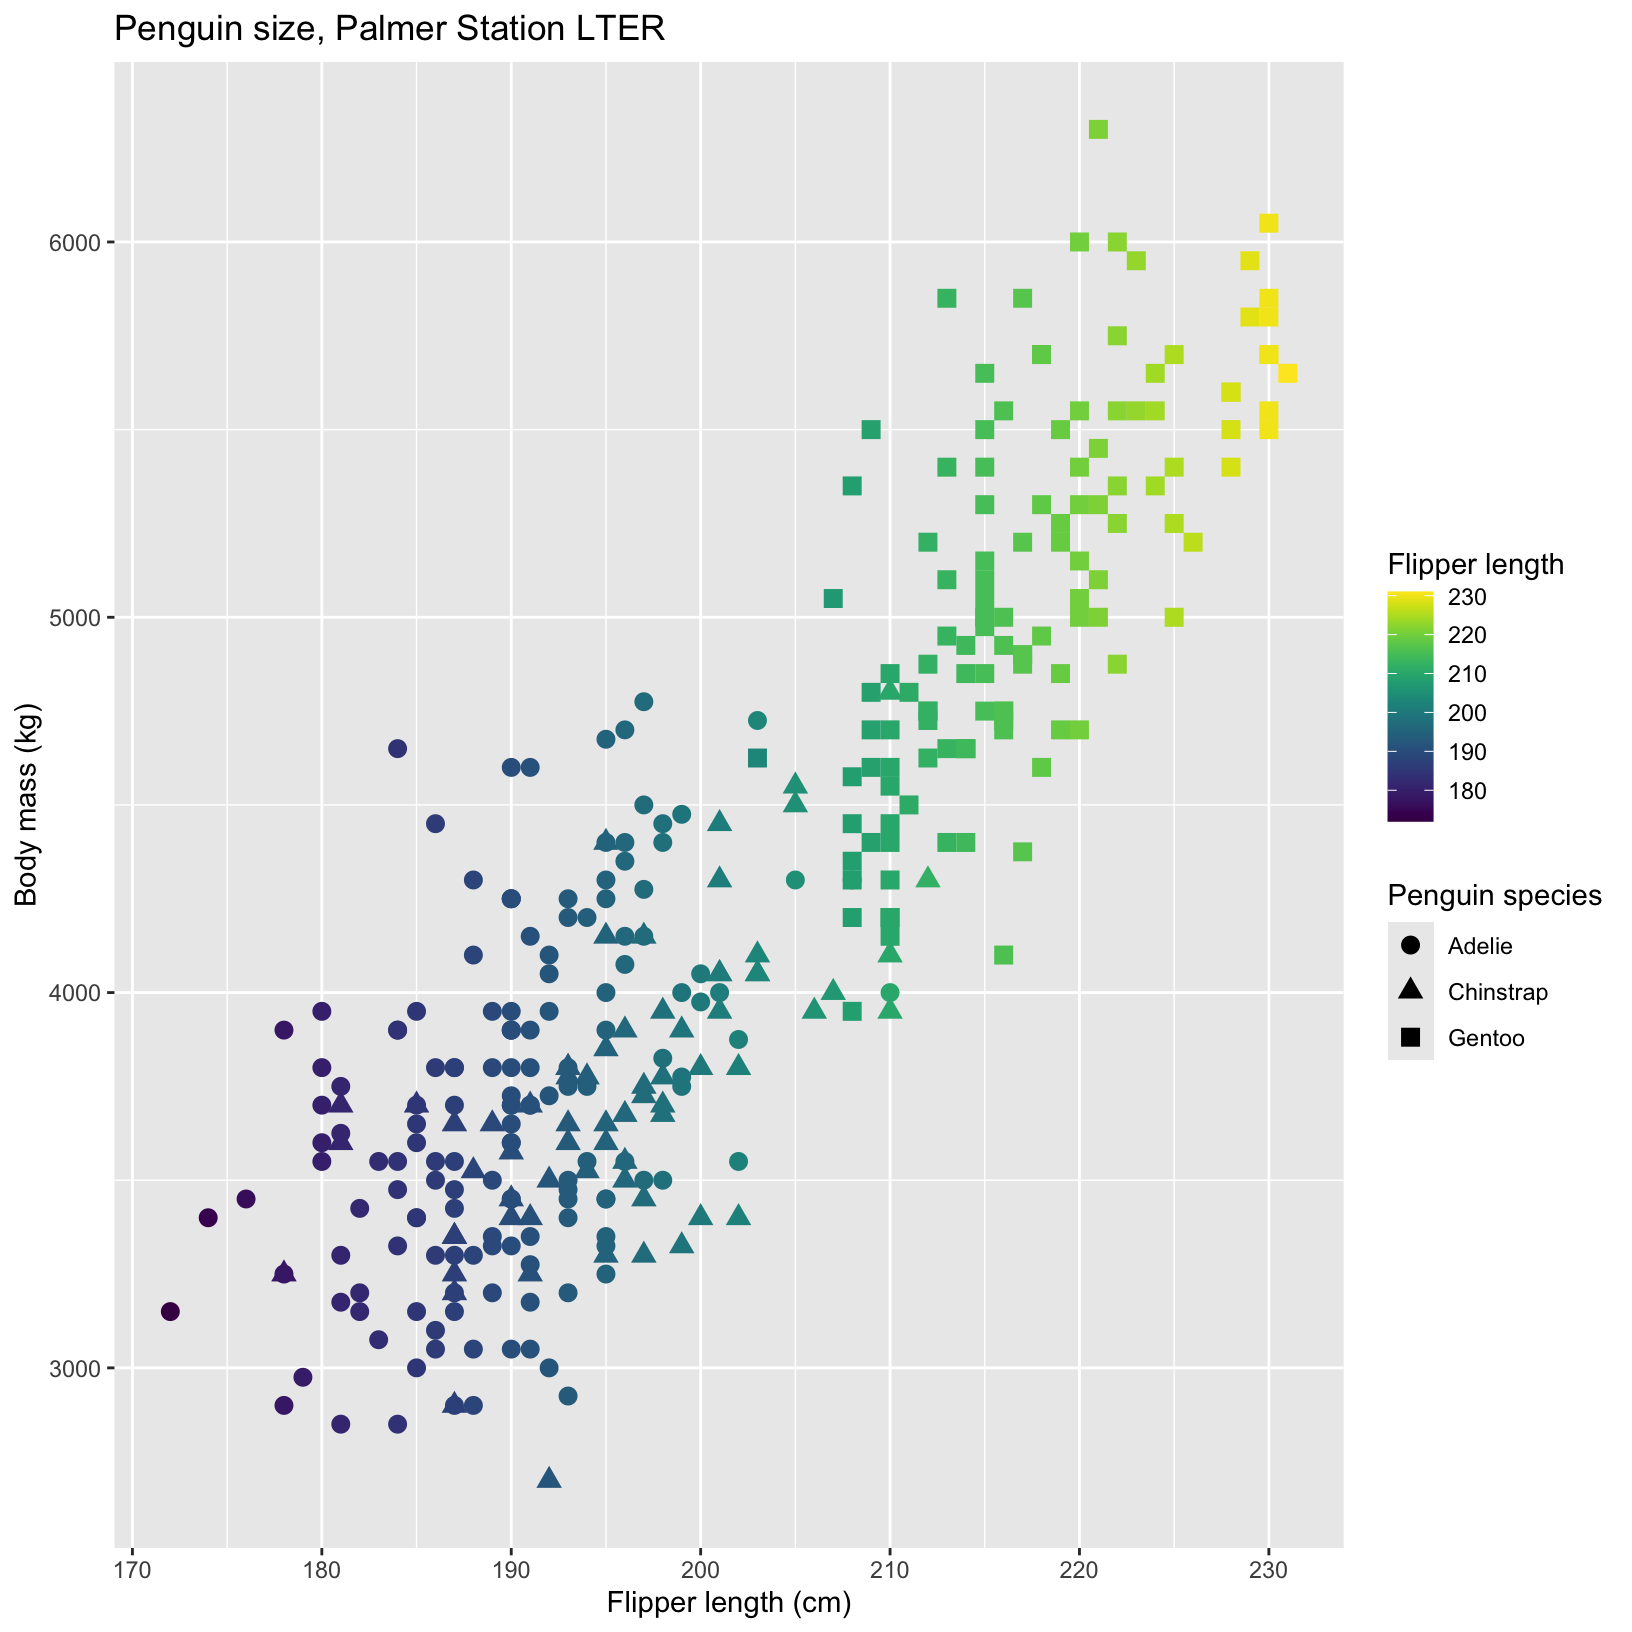 Penguin size, Palmer Station LTER
Body mass (kg)
6000
5000
4000
3000
170 180 190 200 210 220 230
Flipper length (cm)
Flipper length
230
220
210
200
190
180
Penguin species
Adelie
Chinstrap
Gentoo